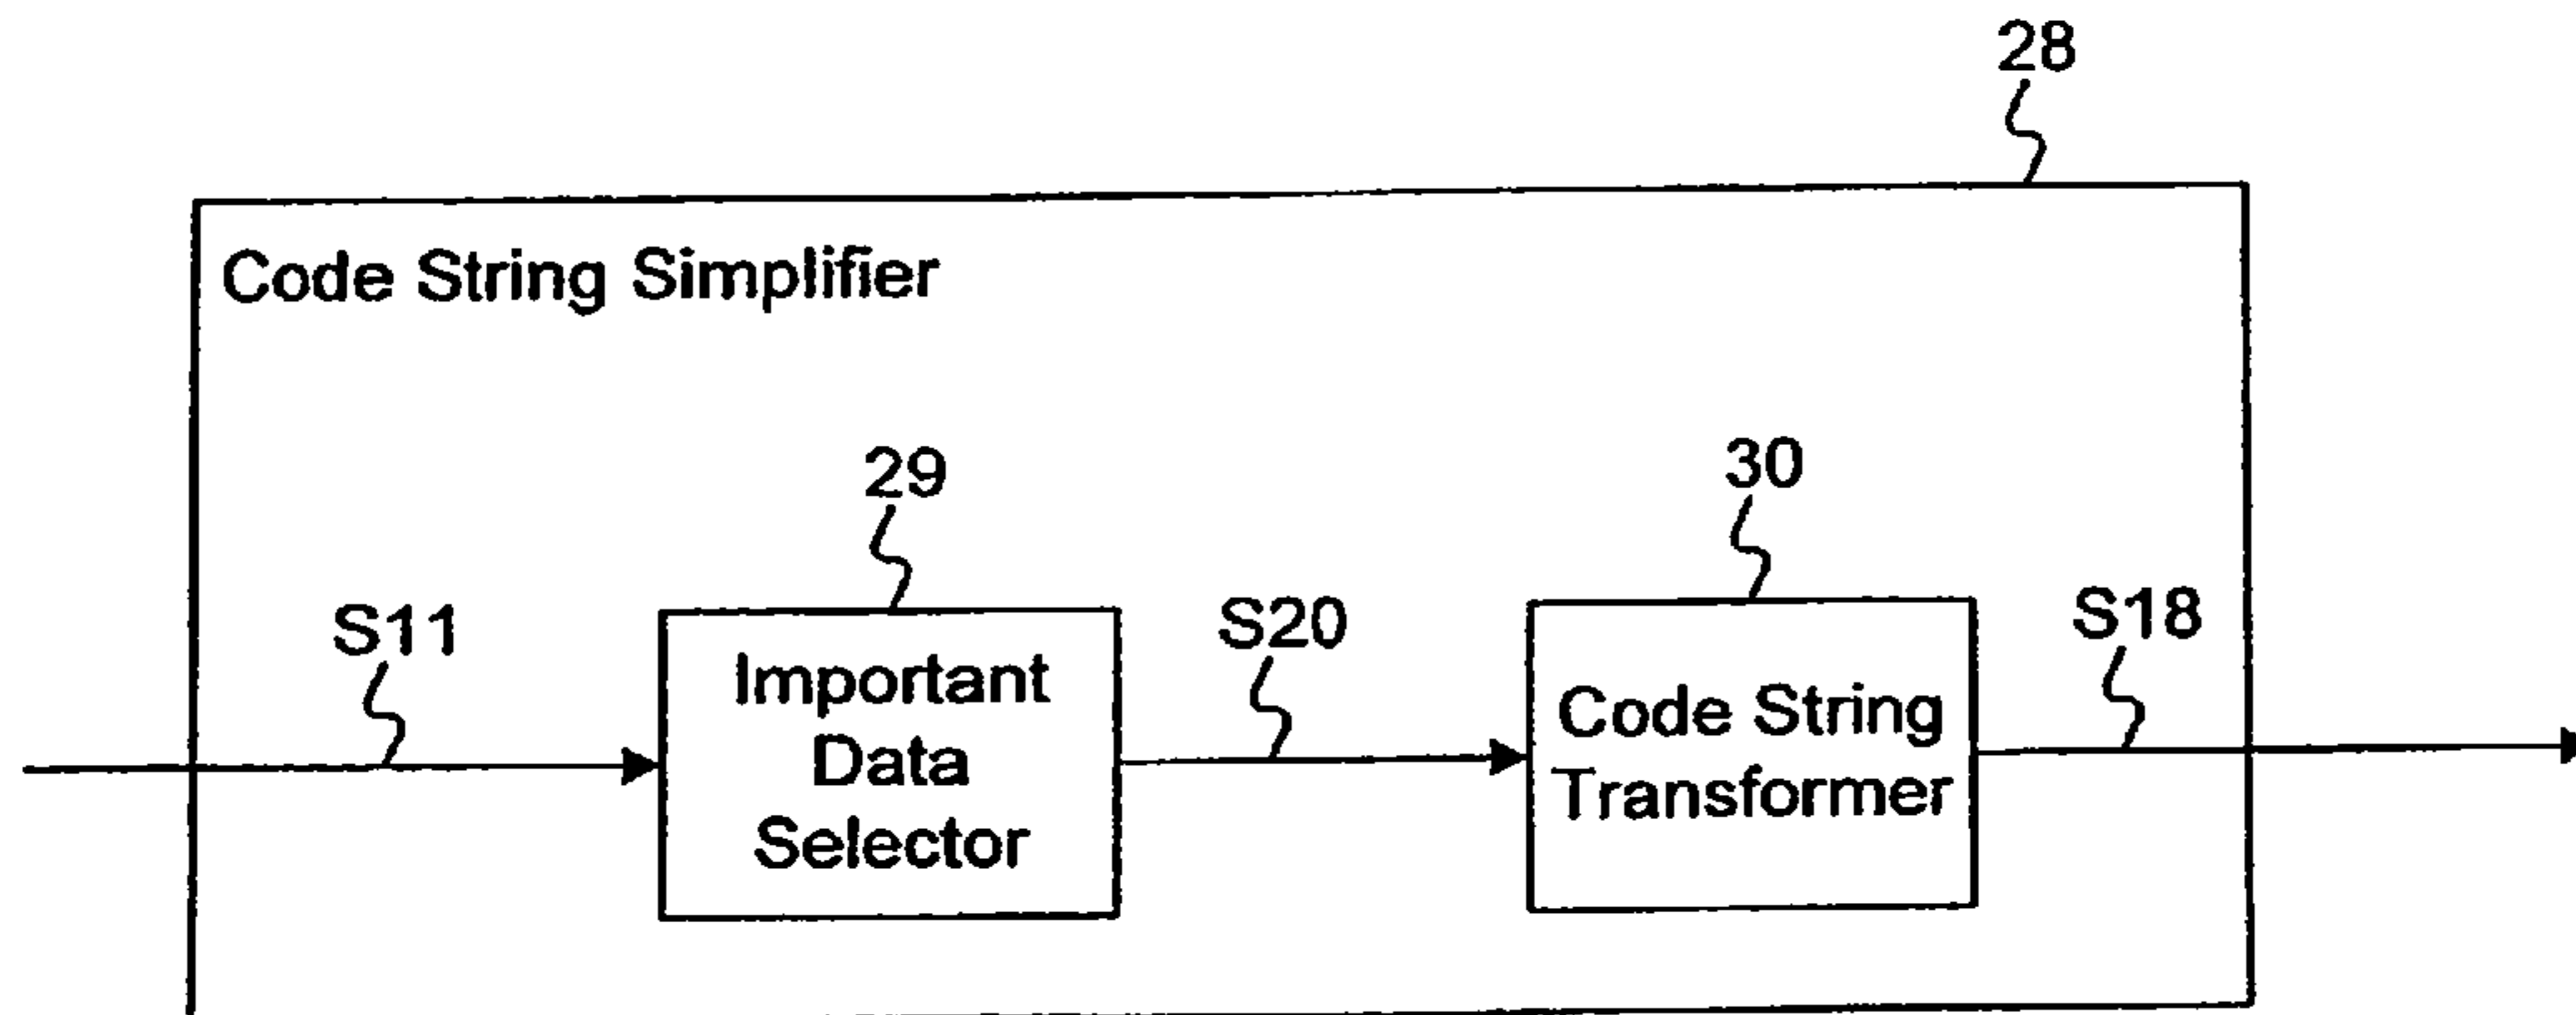 28
Code String Simplifier
29
30
S11
S20
S18
Important
Data
Selector
Code String
Transformer